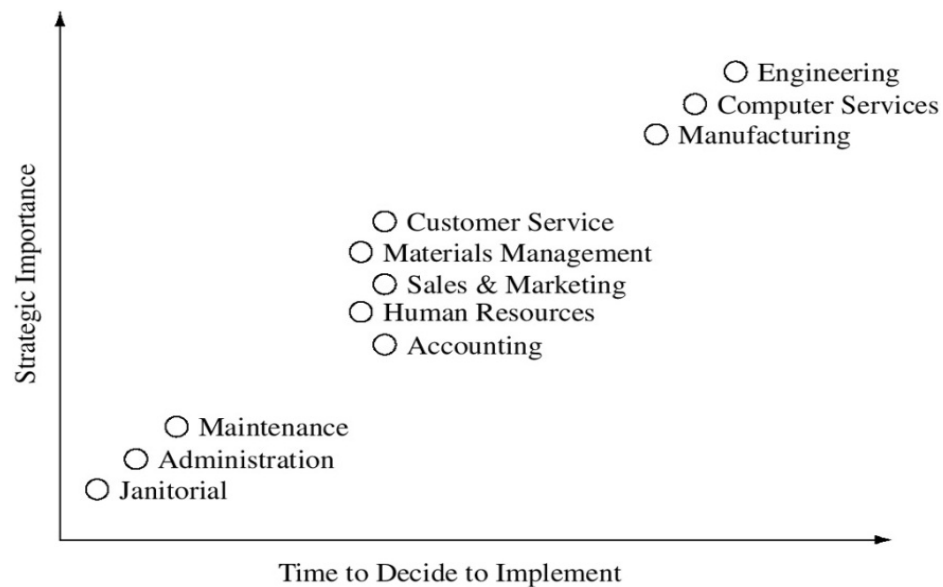 Engineering
Computer Services
Manufacturing
Customer Service
Materials Management
Sales & Marketing
Human Resources
Accounting
Maintenance
Administration
Janitorial
Strategic Importance
Time to Decide to Implement